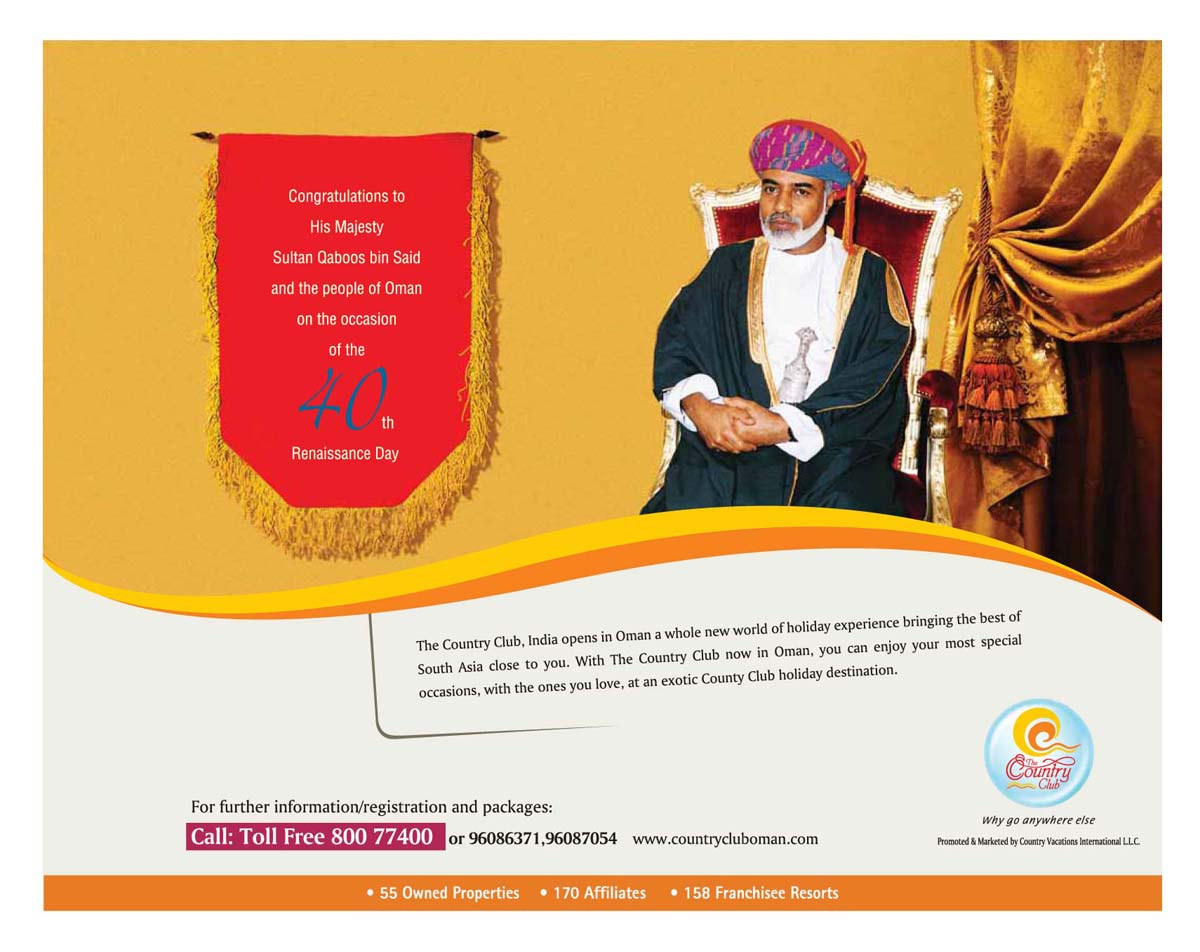 Congratulations to
His Majesty
Sultan Qaboos bin Said
and the people of Oman
on the occasion
of the
40th
Renaissance Day
The Country Club, India opens in Oman a whole new world of holiday experience bringing the best of
South Asia close to you. With The Country Club now in Oman, you can enjoy your most special
occasions, with the ones you love, at an exotic County Club holiday destination.
The
Country
Club
Why go anywhere else
Promoted & Marketed by Country Vacations International L.L.C.
For further information/registration and packages:
Call: Toll Free 800 77400 or 96086371,96087054 www.countrycluboman.com
• 55 Owned Properties • 170 Affiliates • 158 Franchisee Resorts